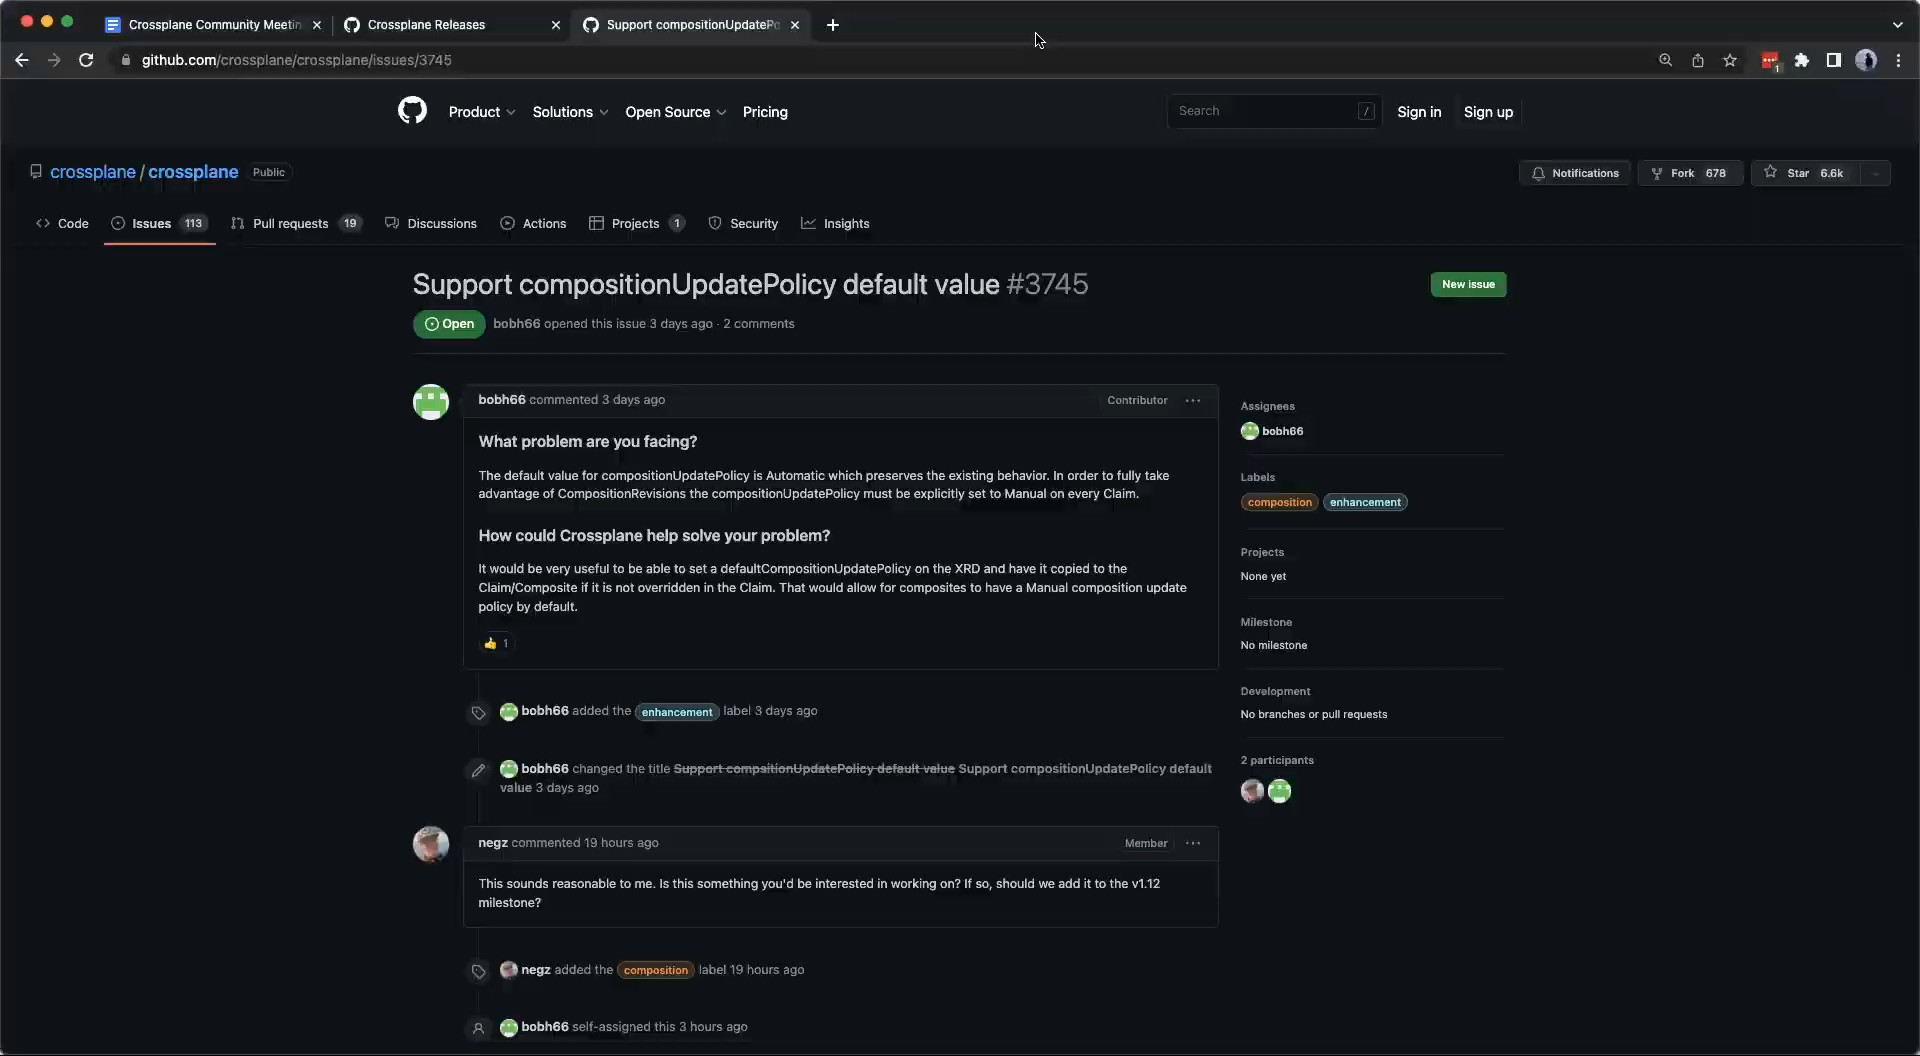 Crossplane Community Meetin
Crossplane Releases
Support compositionUpdatePo
github.com/crossplane/crossplane/issues/3745
1
Product
Solutions
Open Source
Pricing
Search
/
Sign in
Sign up
crossplane / crossplane
Public
Notifications
Fork 678
Star 6.6k
Code
Issues 113
Pull requests 19
Discussions
Actions
Projects 1
Security
Insights
Support compositionUpdatePolicy default value #3745
New issue
Open
bobh66 opened this issue 3 days ago · 2 comments
bobh66 commented 3 days ago
Contributor
What problem are you facing?
The default value for compositionUpdatePolicy is Automatic which preserves the existing behavior. In order to fully take
advantage of CompositionRevisions the compositionUpdatePolicy must be explicitly set to Manual on every Claim.
How could Crossplane help solve your problem?
It would be very useful to be able to set a defaultCompositionUpdatePolicy on the XRD and have it copied to the
Claim/Composite if it is not overridden in the Claim. That would allow for composites to have a Manual composition update
policy by default.
👍 1
bobh66 added the enhancement label 3 days ago
bobh66 changed the title Support compsitionUpdatePolicy default value Support compositionUpdatePolicy default
value 3 days ago
negz commented 19 hours ago
Member
This sounds reasonable to me. Is this something you'd be interested in working on? If so, should we add it to the v1.12
milestone?
negz added the composition label 19 hours ago
bobh66 self-assigned this 3 hours ago
Assignees
bobh66
Labels
composition
enhancement
Projects
None yet
Milestone
No milestone
Development
No branches or pull requests
2 participants